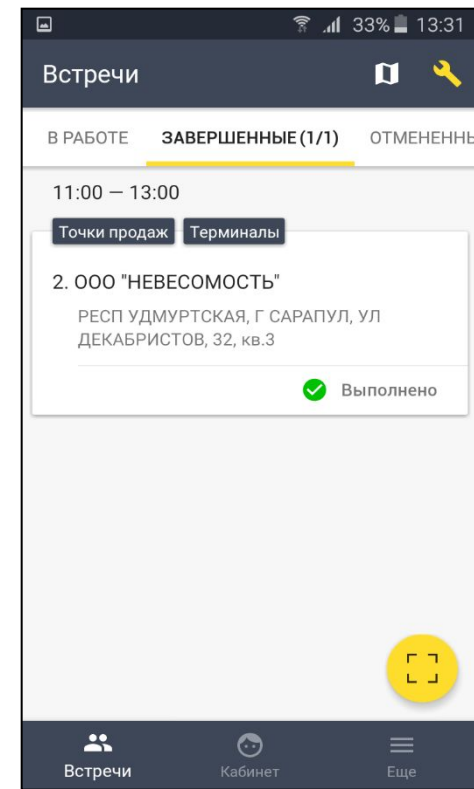 33% 13:31
Встречи
В РАБОТЕ ЗАВЕРШЕННЫЕ (1/1) ОТМЕНЕННЫ
11:00 — 13:00
Точки продаж Терминалы
2. ООО "НЕВЕСОМОСТЬ"
РЕСП УДМУРТСКАЯ, Г САРАПУЛ, УЛ
ДЕКАБРИСТОВ, 32, кв.3
Выполнено
Встречи Кабинет Еще